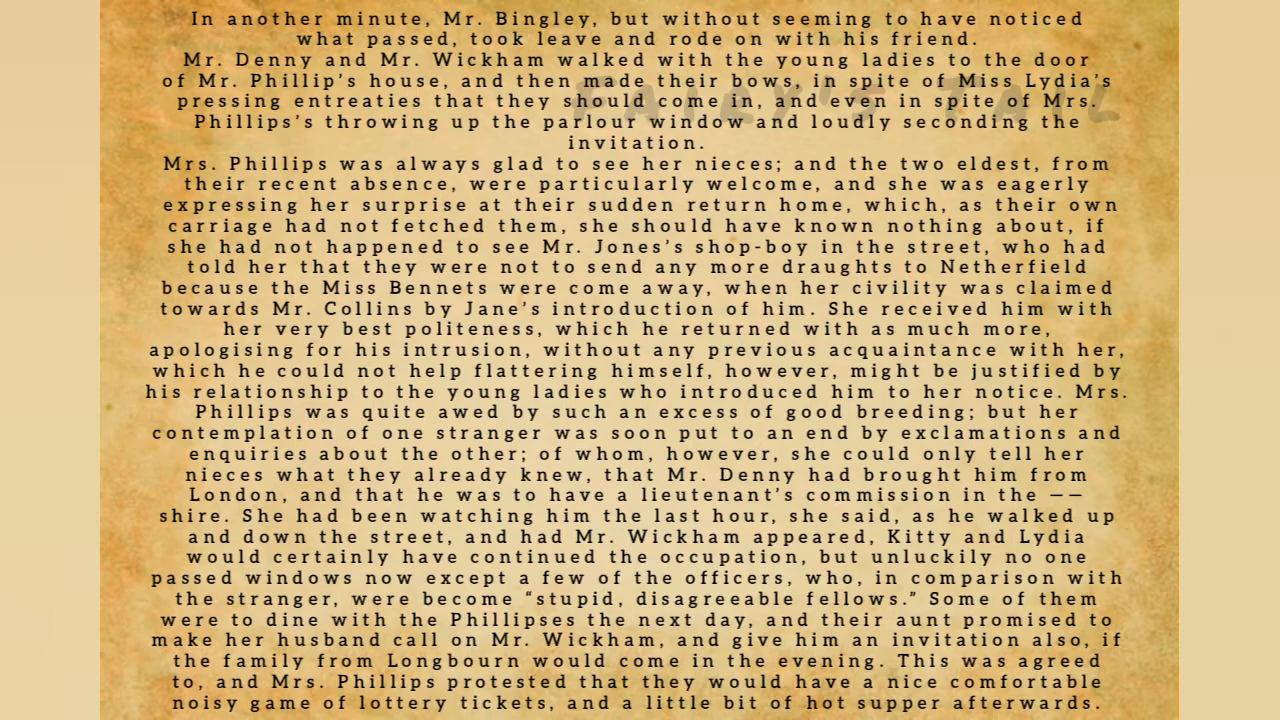 In another minute, Mr. Bingley, but without seeming to have noticed
what passed, took leave and rode on with his friend.
Mr. Denny and Mr. Wickham walked with the young ladies to the door
of Mr. Phillip’s house, and then made their bows, in spite of Miss Lydia’s
pressing entreaties that they should come in, and even in spite of Mrs.
Phillips’s throwing up the parlour window and loudly seconding the
invitation.
FAIRY'S TAIL
Mrs. Phillips was always glad to see her nieces; and the two eldest, from
their recent absence, were particularly welcome, and she was eagerly
expressing her surprise at their sudden return home, which, as their own
carriage had not fetched them, she should have known nothing about, if
she had not happened to see Mr. Jones’s shop-boy in the street, who had
told her that they were not to send any more draughts to Netherfield
because the Miss Bennets were come away, when her civility was claimed
towards Mr. Collins by Jane’s introduction of him. She received him with
her very best politeness, which he returned with as much more,
apologising for his intrusion, without any previous acquaintance with her,
which he could not help flattering himself, however, might be justified by
his relationship to the young ladies who introduced him to her notice. Mrs.
Phillips was quite awed by such an excess of good breeding; but her
contemplation of one stranger was soon put to an end by exclamations and
enquiries about the other; of whom, however, she could only tell her
nieces what they already knew, that Mr. Denny had brought him from
London, and that he was to have a lieutenant’s commission in the ——
shire. She had been watching him the last hour, she said, as he walked up
and down the street, and had Mr. Wickham appeared, Kitty and Lydia
would certainly have continued the occupation, but unluckily no one
passed windows now except a few of the officers, who, in comparison with
the stranger, were become “stupid, disagreeable fellows.” Some of them
were to dine with the Phillipses the next day, and their aunt promised to
make her husband call on Mr. Wickham, and give him an invitation also, if
the family from Longbourn would come in the evening. This was agreed
to, and Mrs. Phillips protested that they would have a nice comfortable
noisy game of lottery tickets, and a little bit of hot supper afterwards.